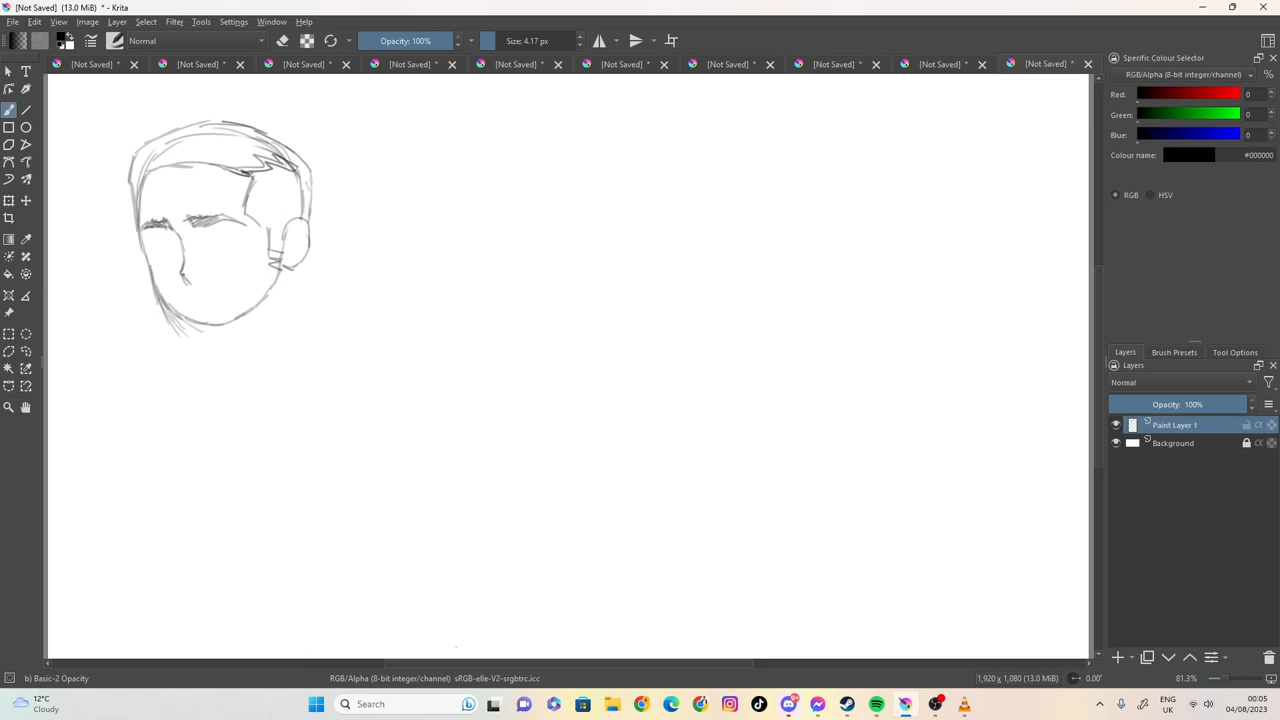 [Not Saved] (13.0 MiB) * - Krita
File Edit View Image Layer Select Filter Tools Settings Window Help
Normal Opacity: 100% Size: 4.17 px
[Not Saved] * [Not Saved] * [Not Saved] * [Not Saved] * [Not Saved] * [Not Saved] * [Not Saved] * [Not Saved] * [Not Saved] * [Not Saved] *
Specific Colour Selector
RGB/Alpha (8-bit integer/channel) %
Red: 0
Green: 0
Blue: 0
Colour name: #000000
RGB HSV
Layers Brush Presets Tool Options
Layers
Normal
Opacity: 100%
Paint Layer 1
Background
b) Basic-2 Opacity RGB/Alpha (8-bit integer/channel) sRGB-elle-V2-srgbtrc.icc 1,920 x 1,080 (13.0 MiB) 0.00° 81.3%
12°C
Cloudy
Search
9+
ENG
UK
00:05
04/08/2023